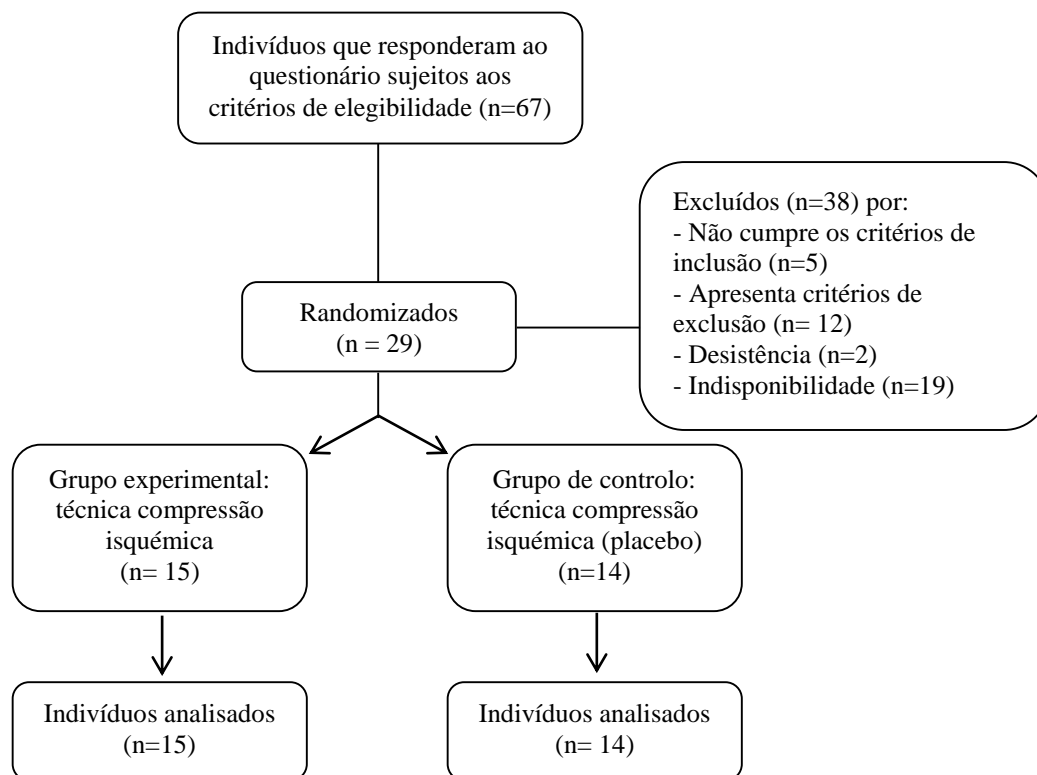 Indivíduos que responderam ao
questionário sujeitos aos
critérios de elegibilidade (n=67)
Excluídos (n=38) por:
- Não cumpre os critérios de
inclusão (n=5)
- Apresenta critérios de
exclusão (n= 12)
- Desistência (n=2)
- Indisponibilidade (n=19)
Randomizados
(n = 29)
Grupo experimental:
técnica compressão
isquémica
(n= 15)
Grupo de controlo:
técnica compressão
isquémica (placebo)
(n=14)
Indivíduos analisados
(n=15)
Indivíduos analisados
(n= 14)